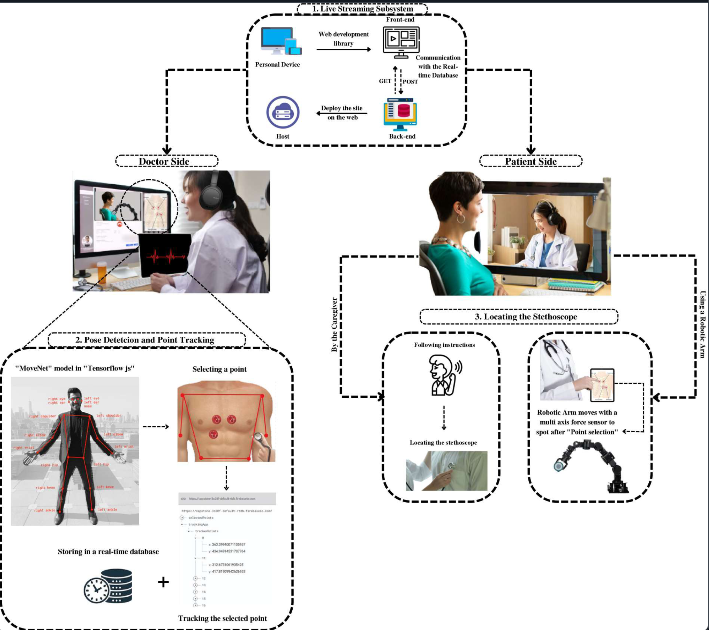 1. Live Streaming Subsystem
Front-end
Web development
library
Personal Device
Communication
with the Real-
time Database
GET
POST
Deploy the site
on the web
Host
Back-end
Doctor Side
Patient Side
2. Pose Detetcion and Point Tracking
"MoveNet" model in "Tensorflow js"
Selecting a point
Storing in a real-time database
Tracking the selected point
By the Caregiver
3. Locating the Stethoscope
Using a Robotic Arm
Following instructions
Locating the stethoscope
Robotic Arm moves with a
multi axis force sensor to
spot after "Point selection"